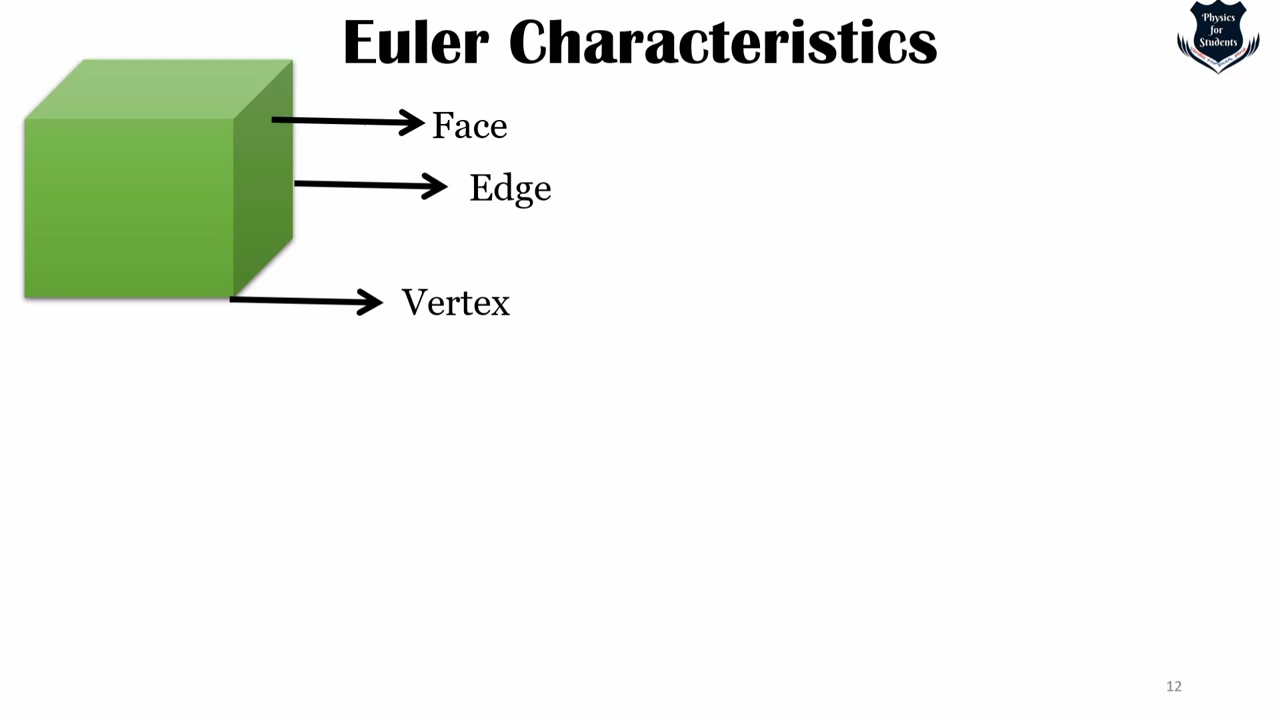 Euler Characteristics
Physics
for
Students
Face
Edge
Vertex
12